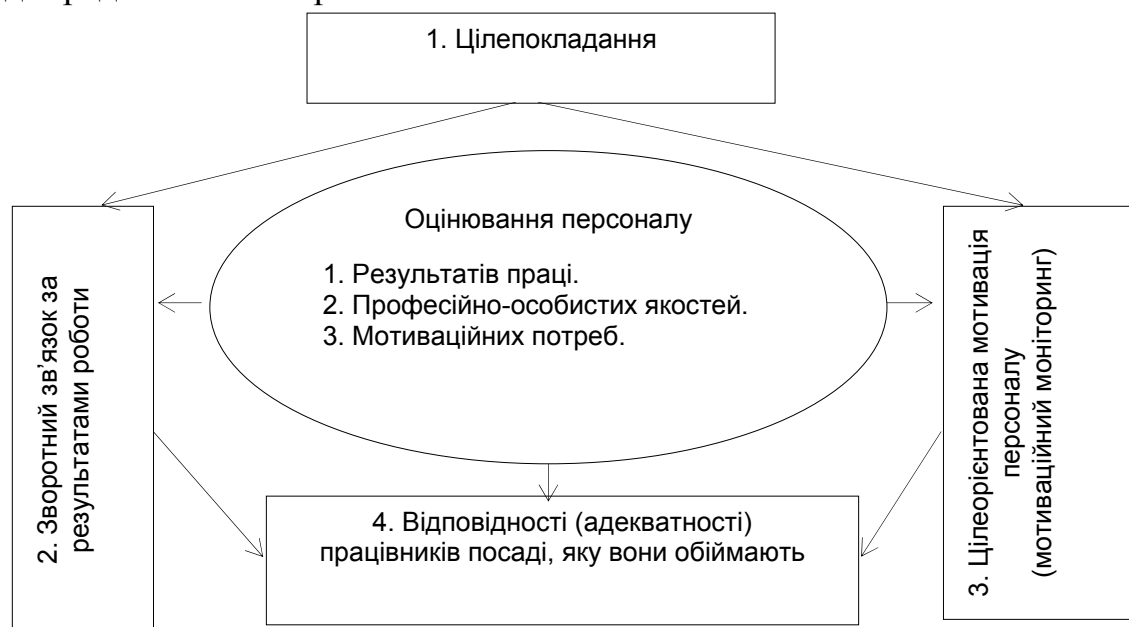 1. Цілепокладання
Оцінювання персоналу
1. Результатів праці.
2. Професійно-особистих якостей.
3. Мотиваційних потреб.
2. Зворотний зв’язок за
результатами роботи
3. Цілеорієнтована мотивація
персоналу
(мотиваційний моніторинг)
4. Відповідності (адекватності)
працівників посаді, яку вони обіймають